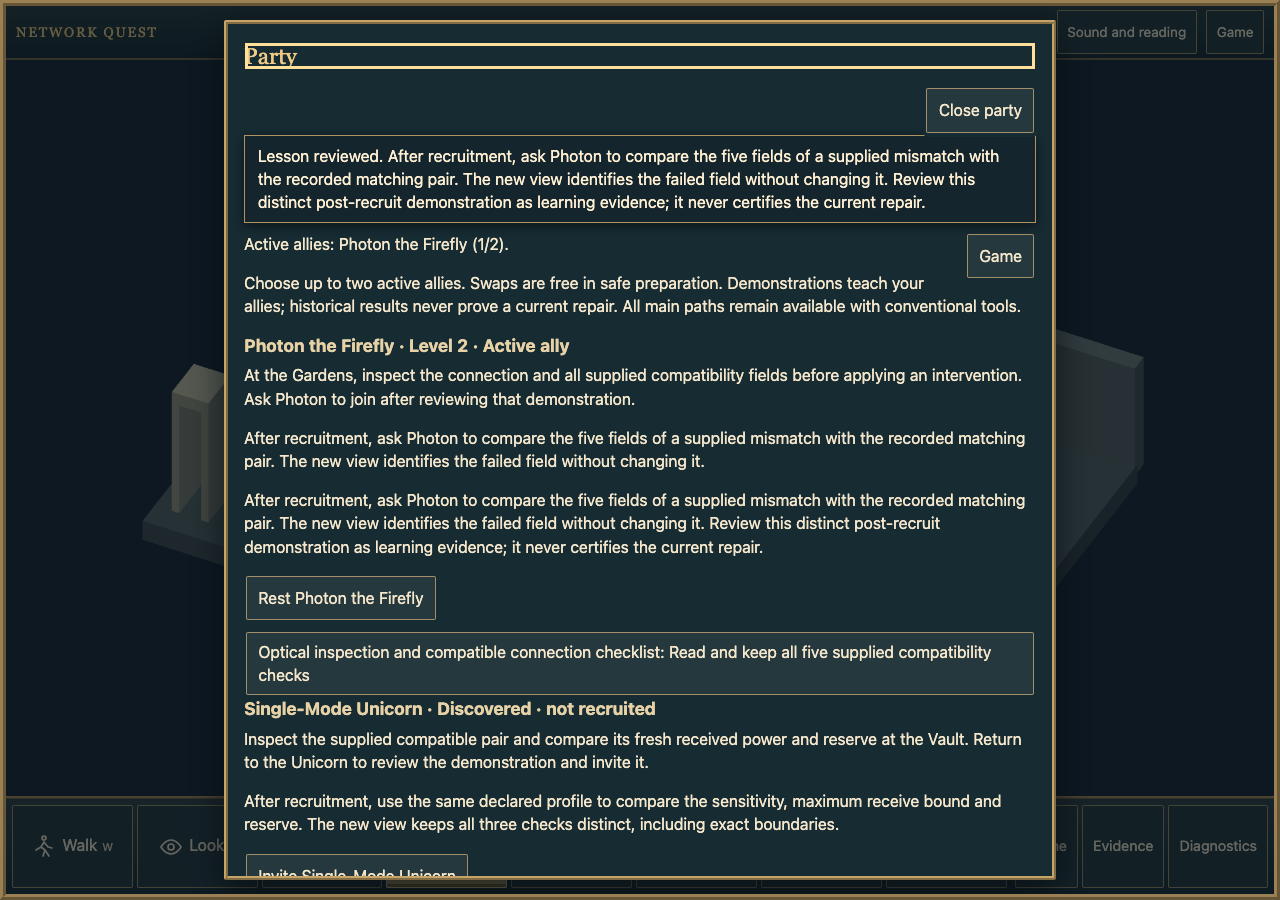 NETWORK QUEST
Sound and reading
Game
Party
Close party
Lesson reviewed. After recruitment, ask Photon to compare the five fields of a supplied mismatch with
the recorded matching pair. The new view identifies the failed field without changing it. Review this
distinct post-recruit demonstration as learning evidence; it never certifies the current repair.
Active allies: Photon the Firefly (1/2).
Game
Choose up to two active allies. Swaps are free in safe preparation. Demonstrations teach your
allies; historical results never prove a current repair. All main paths remain available with conventional tools.
Photon the Firefly · Level 2 · Active ally
At the Gardens, inspect the connection and all supplied compatibility fields before applying an intervention.
Ask Photon to join after reviewing that demonstration.
After recruitment, ask Photon to compare the five fields of a supplied mismatch with the recorded matching
pair. The new view identifies the failed field without changing it.
After recruitment, ask Photon to compare the five fields of a supplied mismatch with the recorded matching
pair. The new view identifies the failed field without changing it. Review this distinct post-recruit
demonstration as learning evidence; it never certifies the current repair.
Rest Photon the Firefly
Optical inspection and compatible connection checklist: Read and keep all five supplied compatibility
checks
Single-Mode Unicorn · Discovered · not recruited
Inspect the supplied compatible pair and compare its fresh received power and reserve at the Vault. Return
to the Unicorn to review the demonstration and invite it.
After recruitment, use the same declared profile to compare the sensitivity, maximum receive bound and
reserve. The new view keeps all three checks distinct, including exact boundaries.
Invite Single-Mode Unicorn
Walk W
Look
Evidence
Diagnostics